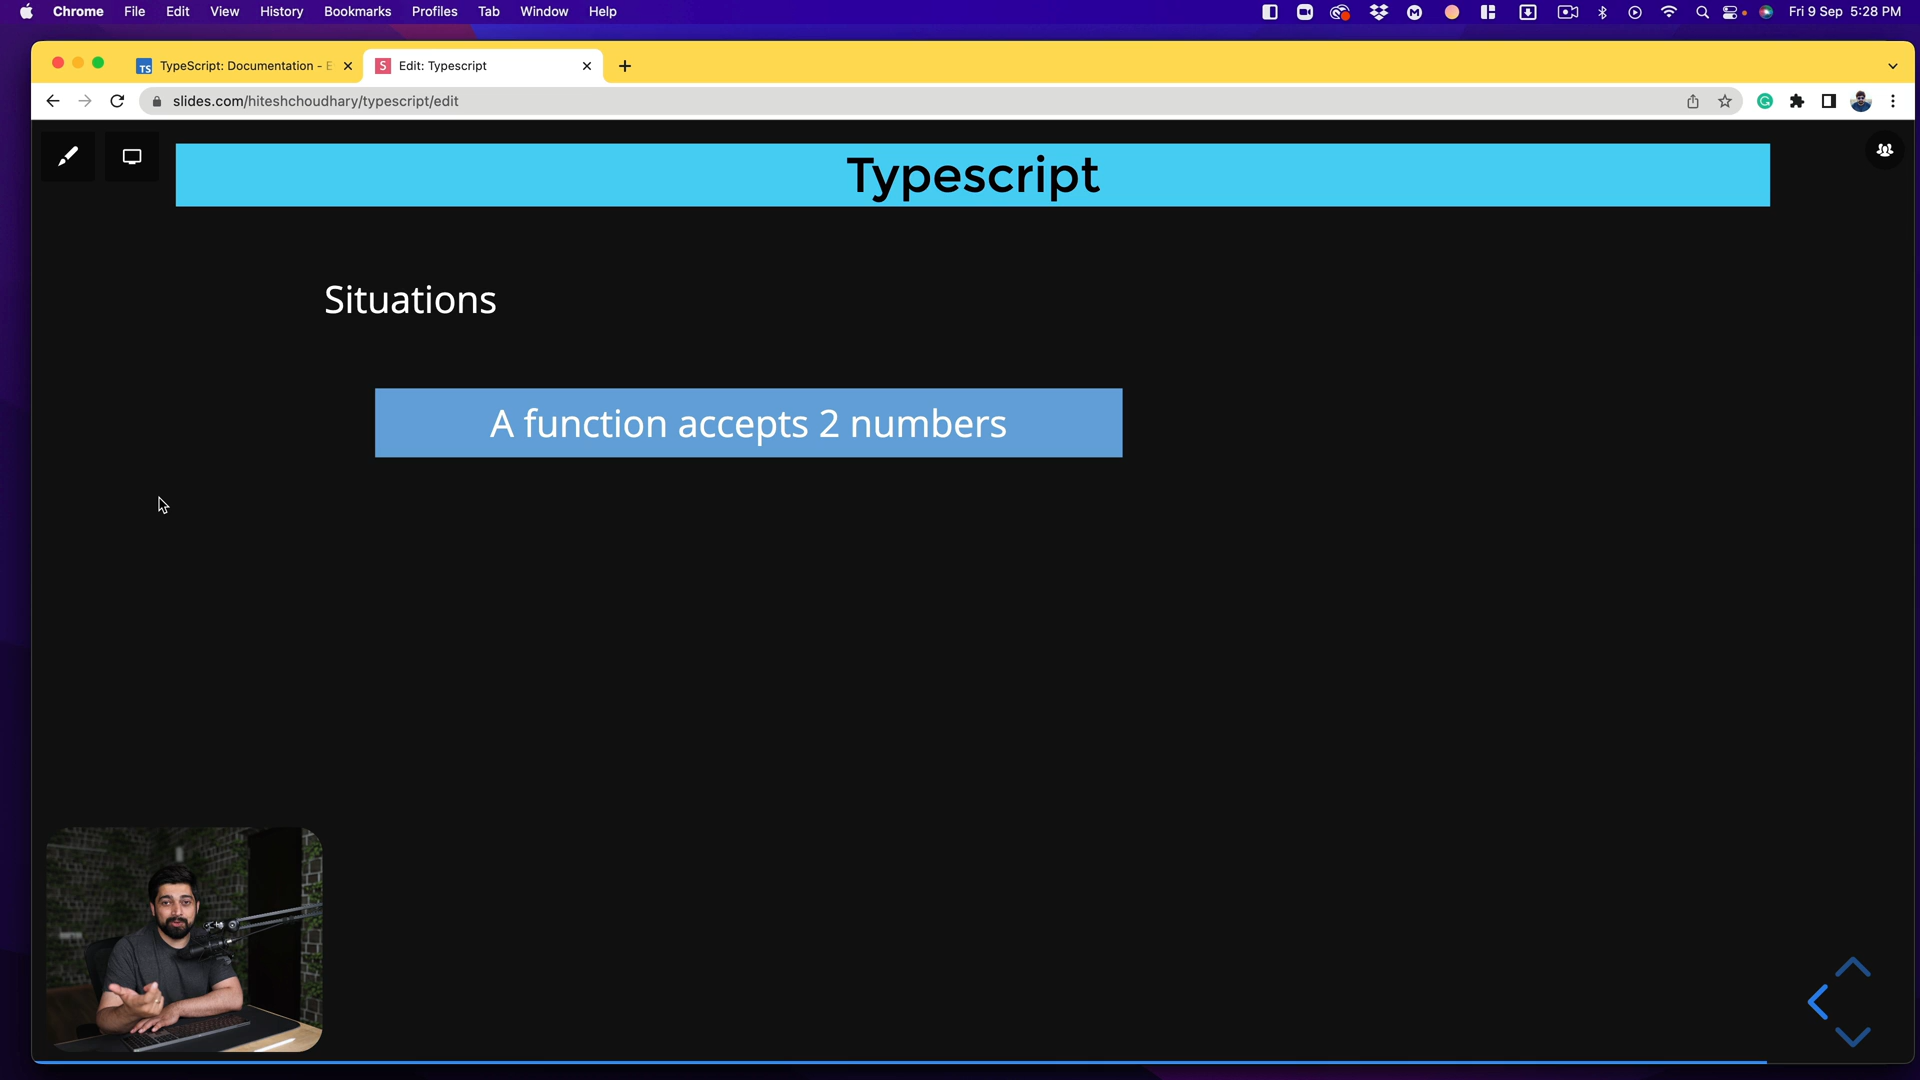 Chrome File Edit View History Bookmarks Profiles Tab Window Help Fri 9 Sep 5:28 PM
TypeScript: Documentation - E Edit: Typescript
slides.com/hiteshchoudhary/typescript/edit
Typescript
Situations
A function accepts 2 numbers